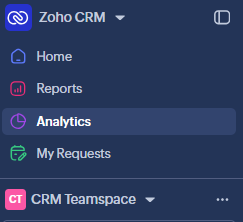 Zoho CRM
Home
Reports
Analytics
My Requests
CT CRM Teamspace